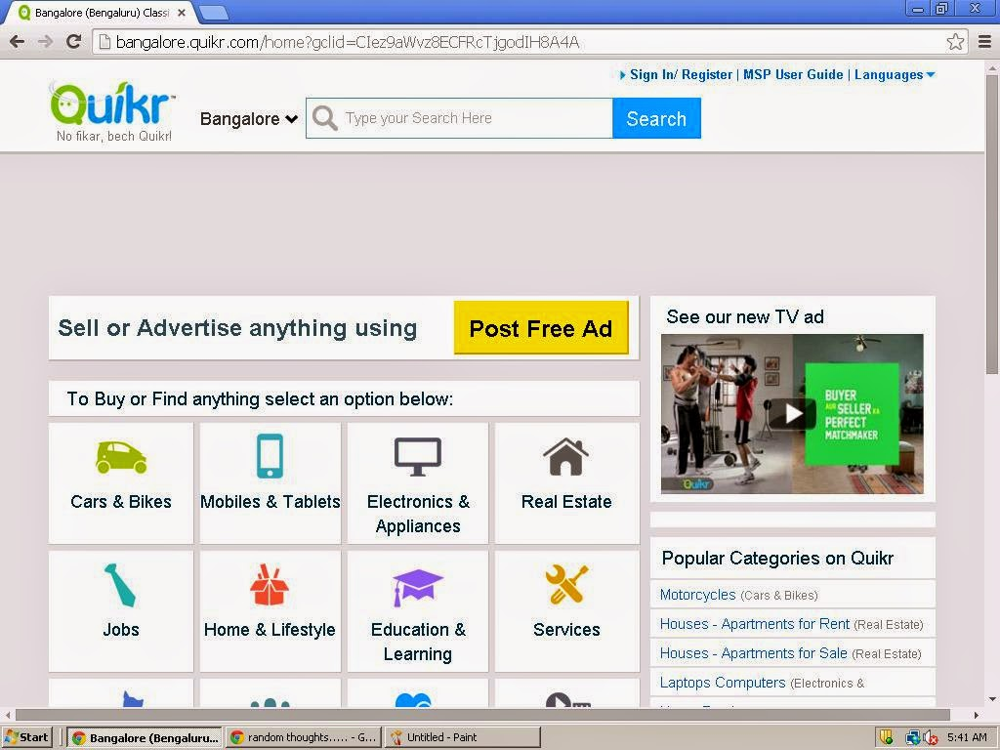 Bangalore (Bengaluru) Classi
bangalore.quikr.com/home?gclid=CIez9aWvz8ECFRcTjgodIH8A4A
Sign In/ Register | MSP User Guide | Languages
Quikr™
No fikar, bech Quikr!
Bangalore
Type your Search Here
Search
Sell or Advertise anything using
Post Free Ad
To Buy or Find anything select an option below:
Cars & Bikes
Mobiles & Tablets
Electronics &
Appliances
Real Estate
Jobs
Home & Lifestyle
Education &
Learning
Services
See our new TV ad
BUYER
AUR SELLER KA
PERFECT
MATCHMAKER
Quikr
Popular Categories on Quikr
Motorcycles (Cars & Bikes)
Houses - Apartments for Rent (Real Estate)
Houses - Apartments for Sale (Real Estate)
Laptops Computers (Electronics &
Start
Bangalore (Bengaluru...
random thoughts..... - G...
Untitled - Paint
5:41 AM